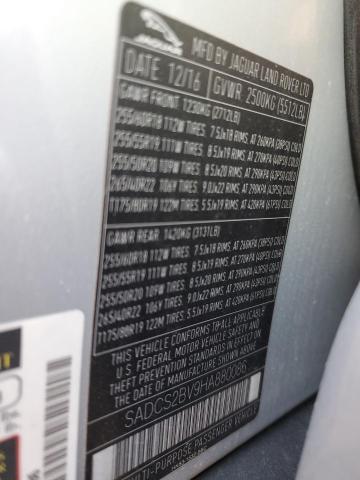 JAGUAR
MFD BY JAGUAR LAND ROVER LTD
DATE 12/16 GVWR 2500KG (5512LB)
GAWR FRONT 1230KG (2712LB)
255/60R18 112W TIRES 7.5Jx18 RIMS, AT 260KPA (38PSI) COLD
255/55R19 111W TIRES 8.5Jx19 RIMS, AT 270KPA (40PSI) COLD
255/50R20 109W TIRES 8.5Jx20 RIMS, AT 290KPA (43PSI) COLD
265/40R22 106Y TIRES 9.0Jx22 RIMS, AT 290KPA (43PSI) COLD
T175/80R19 122M TIRES 5.5Jx19 RIMS, AT 420KPA (61PSI) COLD
GAWR REAR 1420KG (3131LB)
255/60R18 112W TIRES 7.5Jx18 RIMS, AT 260KPA (38PSI) COLD
255/55R19 111W TIRES 8.5Jx19 RIMS, AT 270KPA (40PSI) COLD
255/50R20 109W TIRES 8.5Jx20 RIMS, AT 290KPA (43PSI) COLD
265/40R22 106Y TIRES 9.0Jx22 RIMS, AT 290KPA (43PSI) COLD
T175/80R19 122M TIRES 5.5Jx19 RIMS, AT 420KPA (61PSI) COLD
THIS VEHICLE CONFORMS TO ALL APPLICABLE
U.S. FEDERAL MOTOR VEHICLE SAFETY
AND THEFT PREVENTION STANDARDS IN EFFECT
ON THE DATE OF MANUFACTURE SHOWN ABOVE.
SADCS2BV9HA880086
MULTI-PURPOSE PASSENGER VEHICLE
lbs.